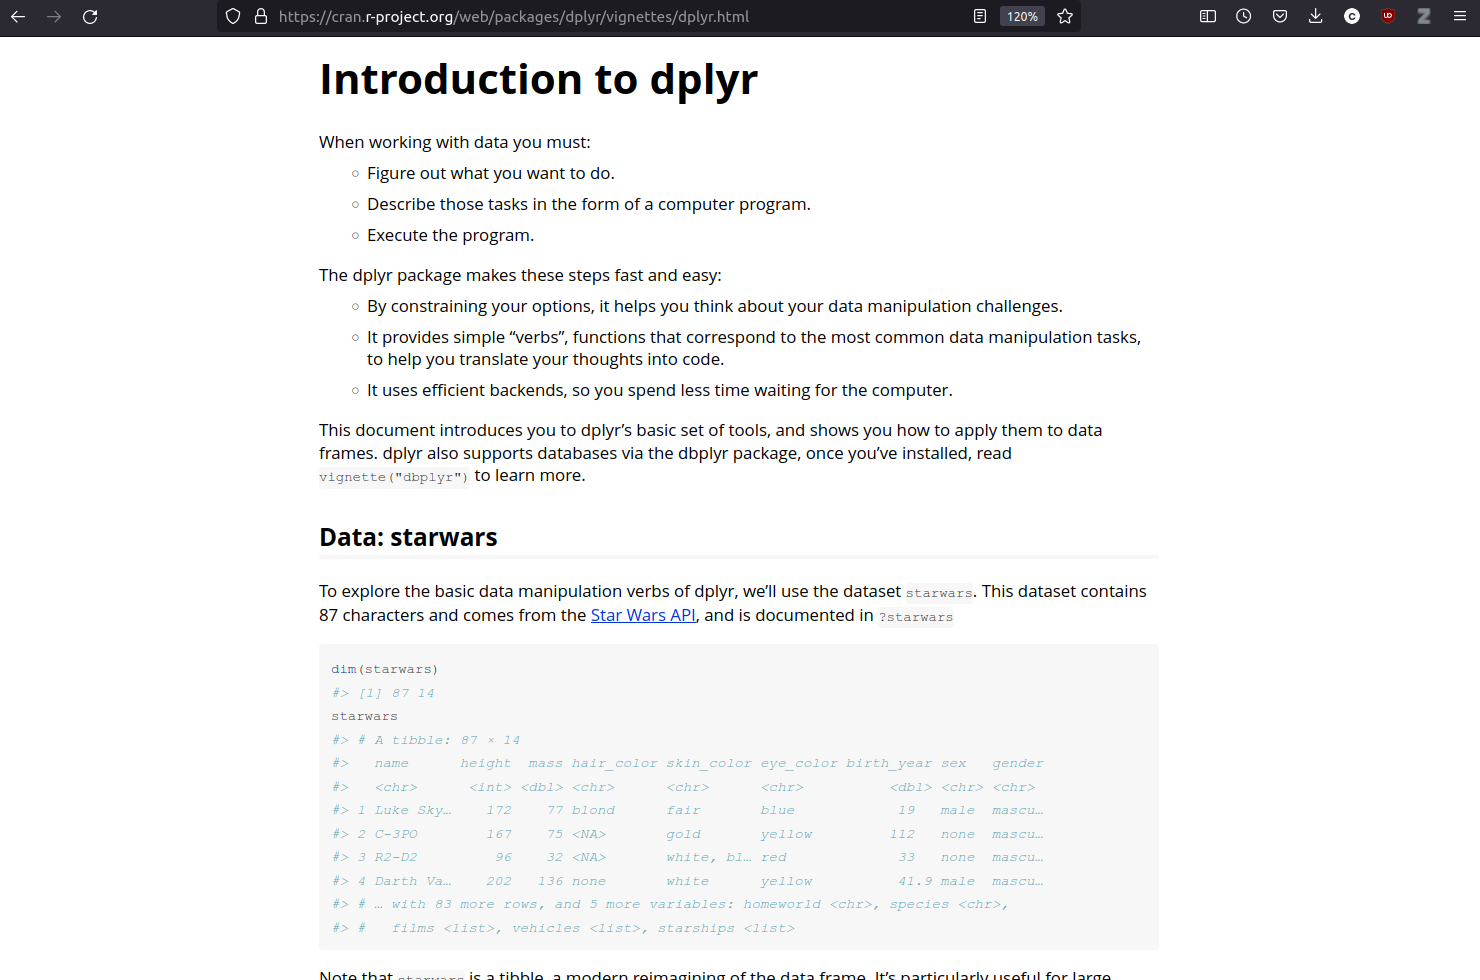 https://cran.r-project.org/web/packages/dplyr/vignettes/dplyr.html
120%
Introduction to dplyr
When working with data you must:
Figure out what you want to do.
Describe those tasks in the form of a computer program.
Execute the program.
The dplyr package makes these steps fast and easy:
By constraining your options, it helps you think about your data manipulation challenges.
It provides simple “verbs”, functions that correspond to the most common data manipulation tasks,
to help you translate your thoughts into code.
It uses efficient backends, so you spend less time waiting for the computer.
This document introduces you to dplyr’s basic set of tools, and shows you how to apply them to data
frames. dplyr also supports databases via the dbplyr package, once you’ve installed, read
vignette("dbplyr") to learn more.
Data: starwars
To explore the basic data manipulation verbs of dplyr, we’ll use the dataset starwars. This dataset contains
87 characters and comes from the Star Wars API, and is documented in ?starwars
dim(starwars)
#> [1] 87 14
starwars
#> # A tibble: 87 × 14
#>   name      height  mass hair_color skin_color eye_color birth_year sex   gender
#>   <chr>      <int> <dbl> <chr>      <chr>      <chr>          <dbl> <chr> <chr>
#> 1 Luke Sky…    172    77 blond      fair       blue            19   male  mascu…
#> 2 C-3PO        167    75 <NA>       gold       yellow         112   none  mascu…
#> 3 R2-D2         96    32 <NA>       white, bl… red             33   none  mascu…
#> 4 Darth Va…    202   136 none       white      yellow          41.9 male  mascu…
#> # … with 83 more rows, and 5 more variables: homeworld <chr>, species <chr>,
#> #   films <list>, vehicles <list>, starships <list>
Note that starwars is a tibble, a modern reimagining of the data frame. It’s particularly useful for large